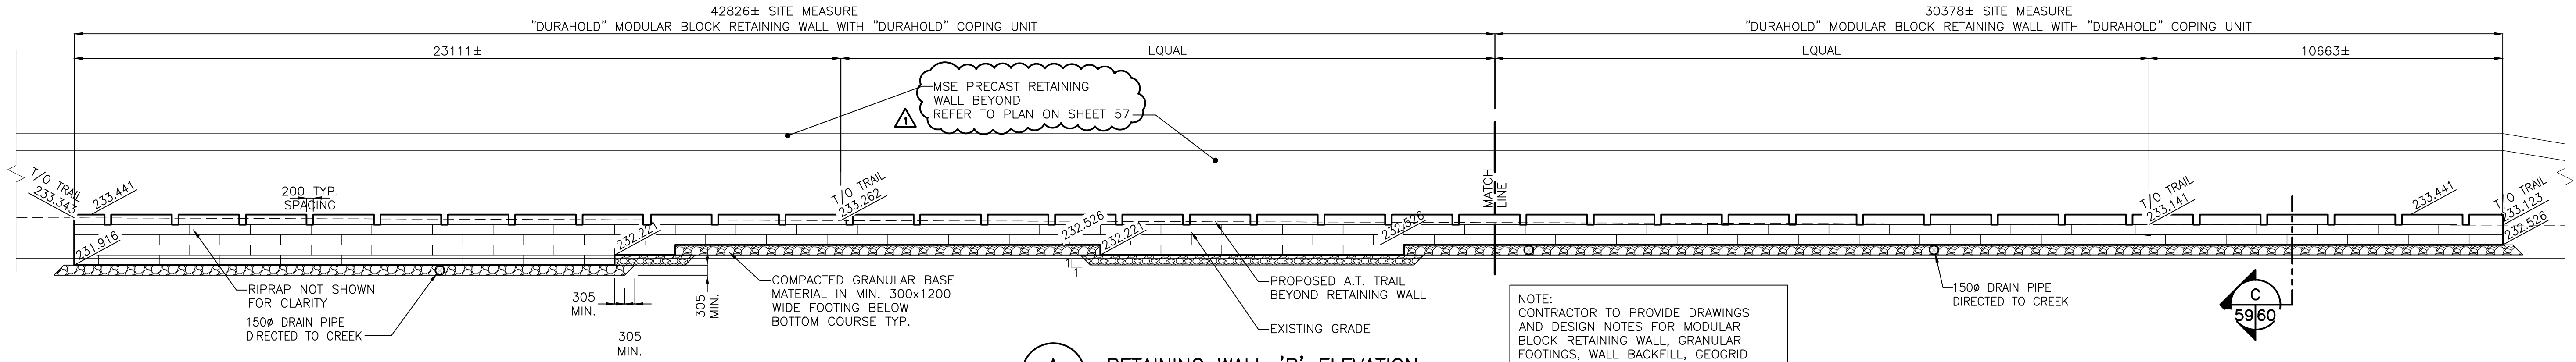 42826± SITE MEASURE
"DURAHOLD" MODULAR BLOCK RETAINING WALL WITH "DURAHOLD" COPING UNIT
30378± SITE MEASURE
"DURAHOLD" MODULAR BLOCK RETAINING WALL WITH "DURAHOLD" COPING UNIT
23111±
EQUAL
EQUAL
10663±
MSE PRECAST RETAINING
WALL BEYOND
REFER TO PLAN ON SHEET 57
1
MATCH
LINE
T/O TRAIL
233.343
233.441
200 TYP.
SPACING
T/O TRAIL
233.262
T/O TRAIL
233.141
233.441
T/O TRAIL
233.123
232.526
231.916
232.221
232.526
232.221
232.526
1
1
RIPRAP NOT SHOWN
FOR CLARITY
150ø DRAIN PIPE
DIRECTED TO CREEK
305
MIN.
305
MIN.
305
MIN.
COMPACTED GRANULAR BASE
MATERIAL IN MIN. 300x1200
WIDE FOOTING BELOW
BOTTOM COURSE TYP.
PROPOSED A.T. TRAIL
BEYOND RETAINING WALL
EXISTING GRADE
150ø DRAIN PIPE
DIRECTED TO CREEK
C
59 60
NOTE:
CONTRACTOR TO PROVIDE DRAWINGS
AND DESIGN NOTES FOR MODULAR
BLOCK RETAINING WALL, GRANULAR
FOOTINGS, WALL BACKFILL, GEOGRID
RETAINING WALL 'B' ELEVATION